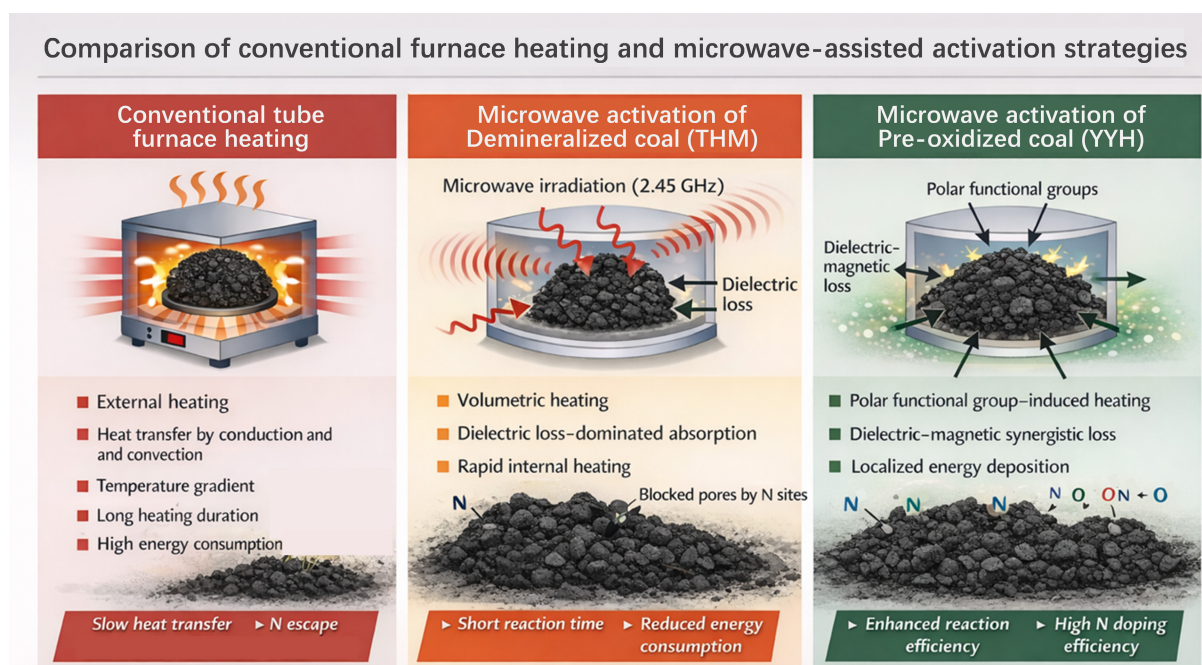 Comparison of conventional furnace heating and microwave-assisted activation strategies
Conventional tube
furnace heating
External heating
Heat transfer by conduction and
and convection
Temperature gradient
Long heating duration
High energy consumption
Slow heat transfer ► N escape
Microwave activation of
Demineralized coal (THM)
Microwave irradiation (2.45 GHz)
Dielectric
loss
Volumetric heating
Dielectric loss–dominated absorption
Rapid internal heating
Blocked pores by N sites
N
► Short reaction time ► Reduced energy
consumption
Microwave activation of
Pre-oxidized coal (YYH)
Polar functional groups
Dielectric-
magnetic
loss
Polar functional group–induced heating
Dielectric–magnetic synergistic loss
Localized energy deposition
N N N N O ON ← O
► Enhanced reaction
efficiency
► High N doping
efficiency